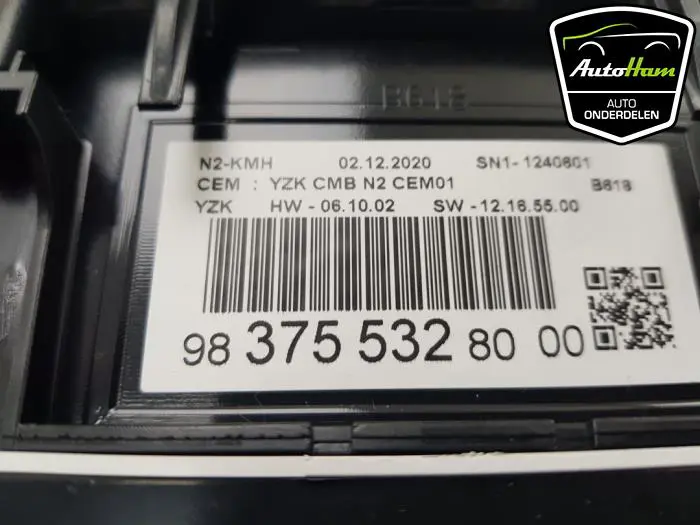 AutoHam
AUTO
ONDERDELEN
B618
N2-KMH 02.12.2020 SN1-1240601
CEM : YZK CMB N2 CEM01 B618
YZK HW -06.10.02 SW -12.16.55.00
98 375 532 80 00